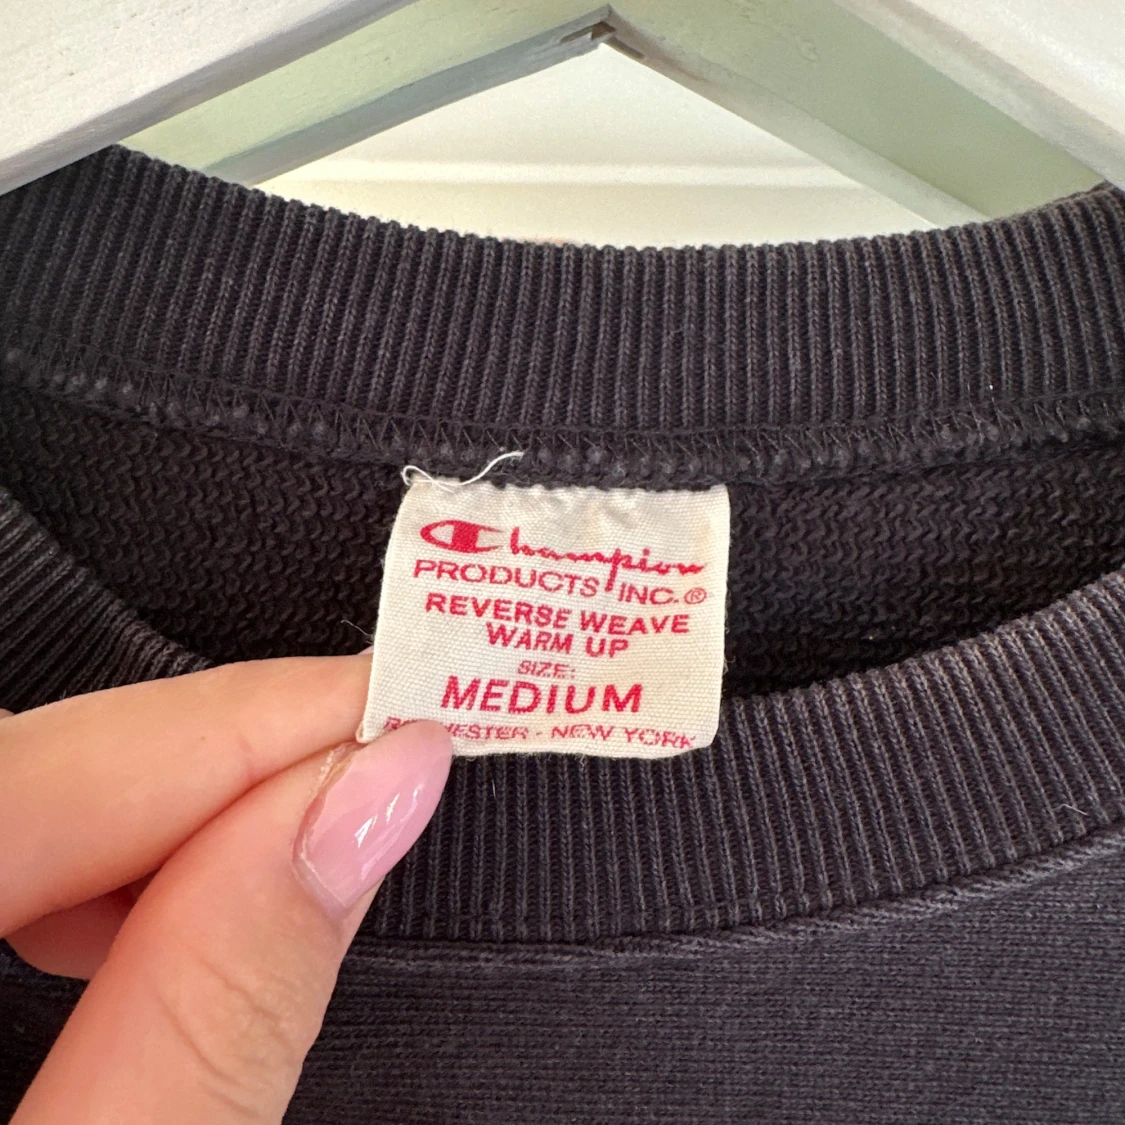 Champion
PRODUCTS INC.®
REVERSE WEAVE
WARM UP
SIZE:
MEDIUM
- NEW YORK